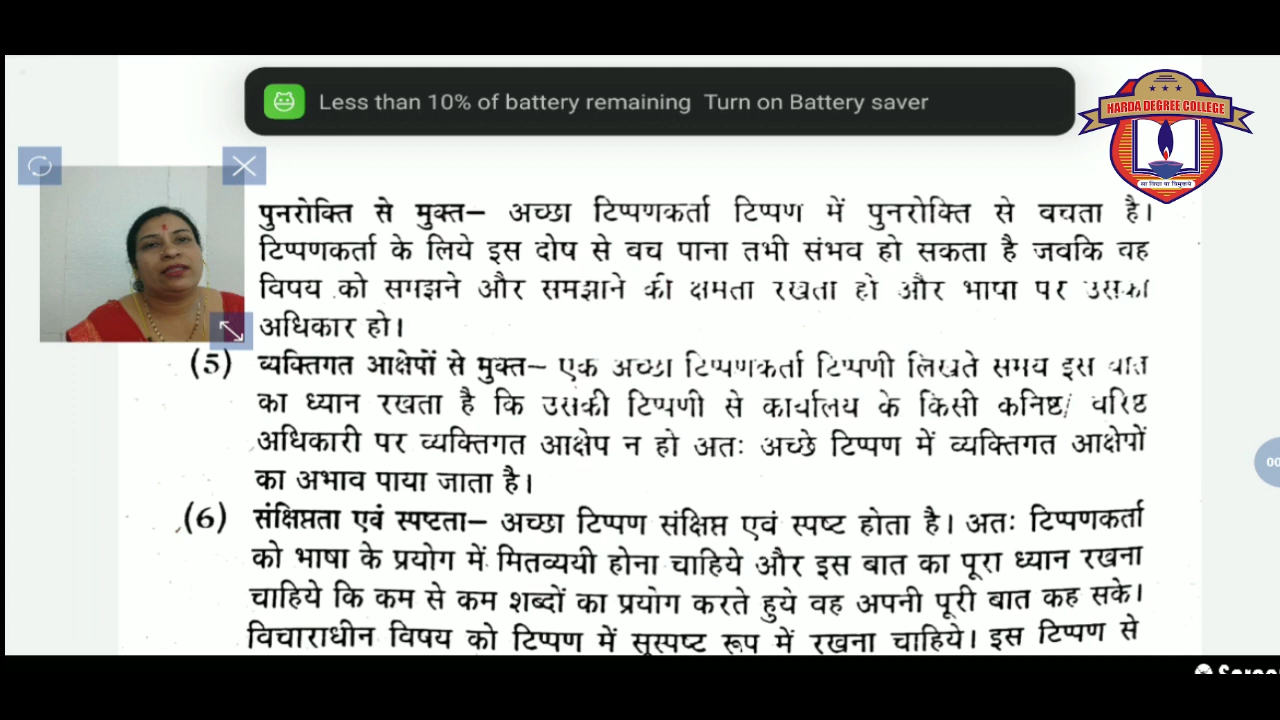 Less than 10% of battery remaining Turn on Battery saver
HARDA DEGREE COLLEGE
सा विद्या या विमुक्तये
पुनरोक्ति से मुक्त– अच्छा टिप्पणकर्ता टिप्पण में पुनरोक्ति से बचता है।
टिप्पणकर्ता के लिये इस दोष से बच पाना तभी संभव हो सकता है जबकि वह
विषय को समझने और समझाने की क्षमता रखता हो और भाषा पर उसका
अधिकार हो।
(5) व्यक्तिगत आक्षेपों से मुक्त– एक अच्छा टिप्पणकर्ता टिप्पणी लिखते समय इस बात
का ध्यान रखता है कि उसकी टिप्पणी से कार्यालय के किसी कनिष्ठ/ वरिष्ठ
अधिकारी पर व्यक्तिगत आक्षेप न हो अतः अच्छे टिप्पण में व्यक्तिगत आक्षेपों
का अभाव पाया जाता है।
(6) संक्षिप्तता एवं स्पष्टता– अच्छा टिप्पण संक्षिप्त एवं स्पष्ट होता है। अतः टिप्पणकर्ता
को भाषा के प्रयोग में मितव्ययी होना चाहिये और इस बात का पूरा ध्यान रखना
चाहिये कि कम से कम शब्दों का प्रयोग करते हुये वह अपनी पूरी बात कह सके।
विचाराधीन विषय को टिप्पण में सुस्पष्ट रूप में रखना चाहिये। इस टिप्पण से
00